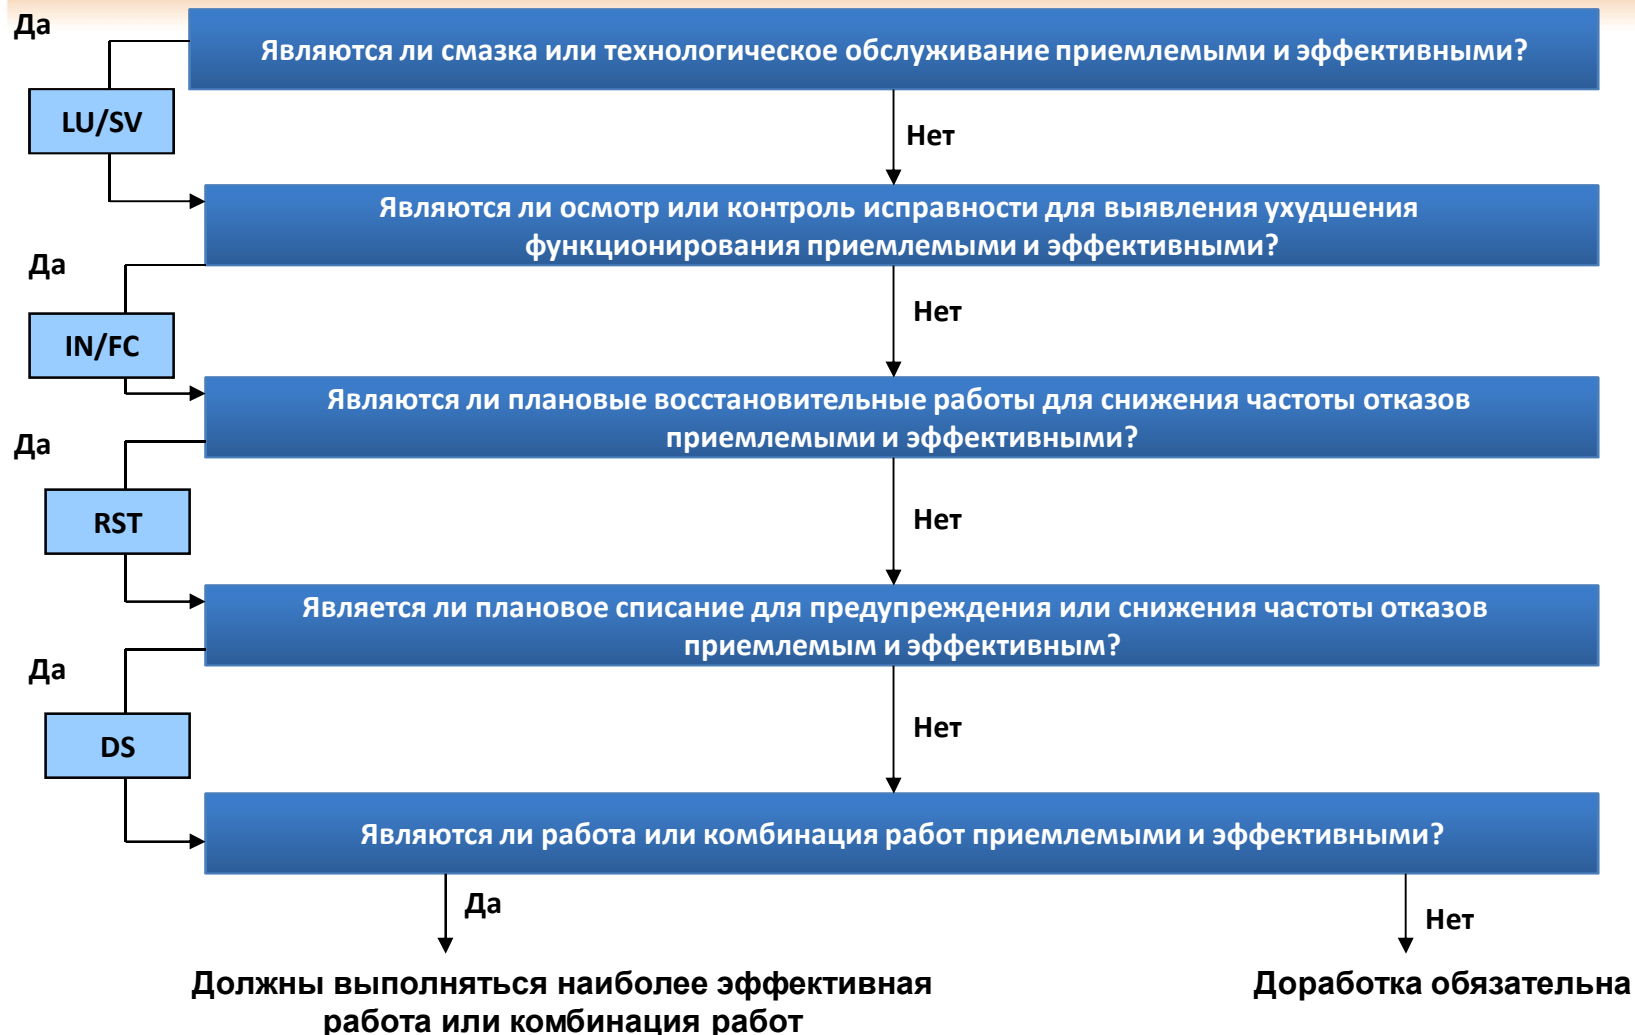 Да
Являются ли смазка или технологическое обслуживание приемлемыми и эффективными?
LU/SV
Нет
Являются ли осмотр или контроль исправности для выявления ухудшения
функционирования приемлемыми и эффективными?
Да
Нет
IN/FC
Являются ли плановые восстановительные работы для снижения частоты отказов
приемлемыми и эффективными?
Да
RST
Нет
Является ли плановое списание для предупреждения или снижения частоты отказов
приемлемым и эффективным?
Да
Нет
DS
Являются ли работа или комбинация работ приемлемыми и эффективными?
Да
Нет
Должны выполняться наиболее эффективная
работа или комбинация работ
Доработка обязательна